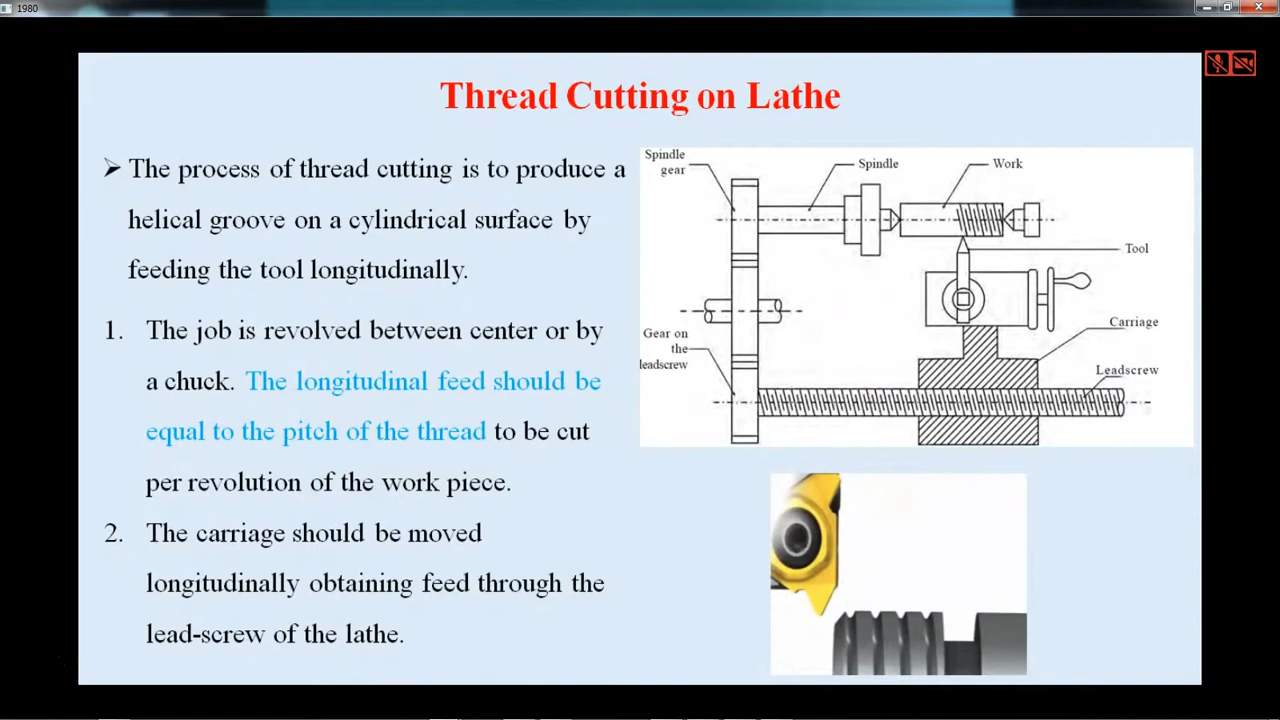 1980
Thread Cutting on Lathe
➢ The process of thread cutting is to produce a
helical groove on a cylindrical surface by
feeding the tool longitudinally.
1. The job is revolved between center or by
a chuck. The longitudinal feed should be
equal to the pitch of the thread to be cut
per revolution of the work piece.
2. The carriage should be moved
longitudinally obtaining feed through the
lead-screw of the lathe.
Spindle
gear
Spindle
Work
Tool
Gear on
the
leadscrew
Carriage
Leadscrew